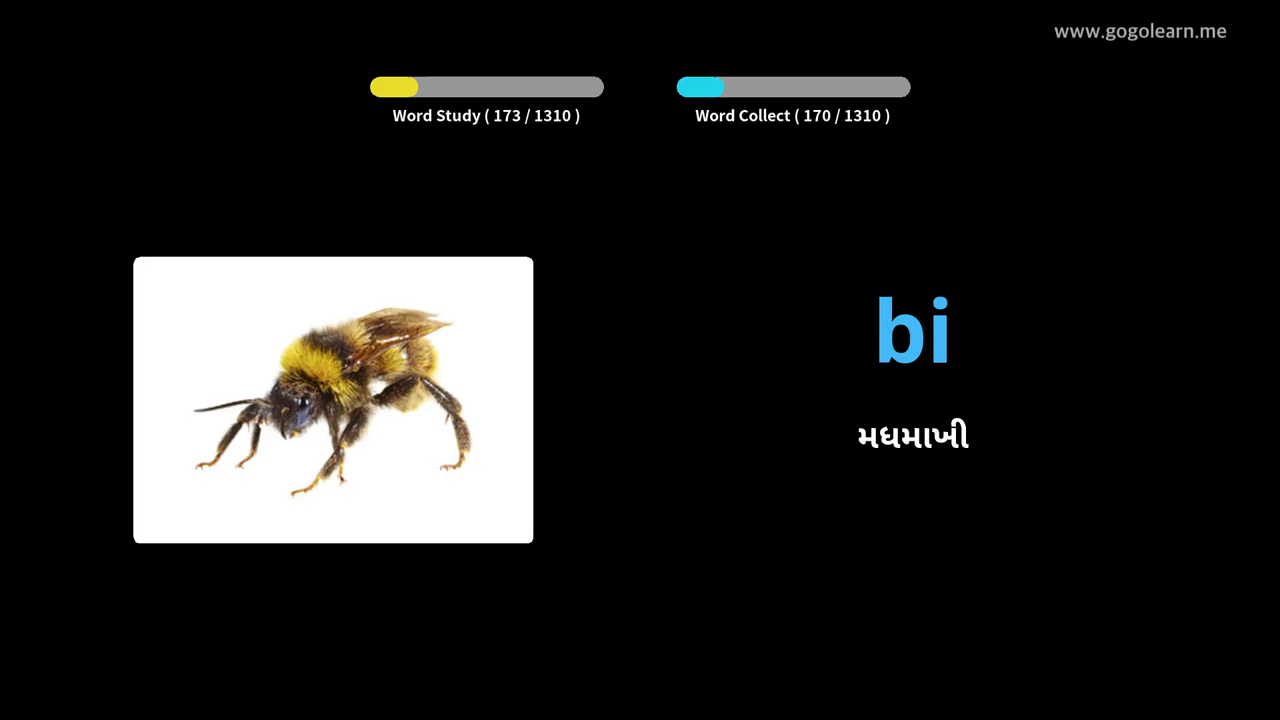 www.gogolearn.me
Word Study ( 173 / 1310 )
Word Collect ( 170 / 1310 )
bi
મધમાખી